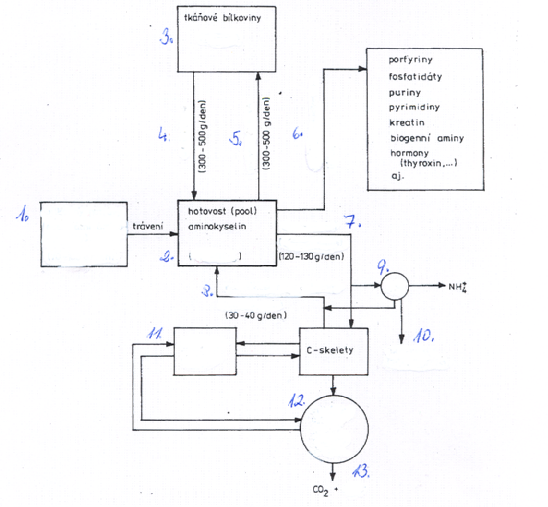 3.
tkáňové bílkoviny
4.
(300-500g/den)
5.
(300-500 g/den)
6.
porfyriny
fosfatidáty
puriny
pyrimidiny
kreatin
biogenní aminy
hormony
(thyroxin,...)
aj.
1.
trávení
hotovost (pool)
aminokyselin
2.
[ ]
7.
(120-130g/den)
8.
9.
NH₄⁺
10.
(30-40 g/den)
11.
C-skelety
12.
13.
CO₂ +